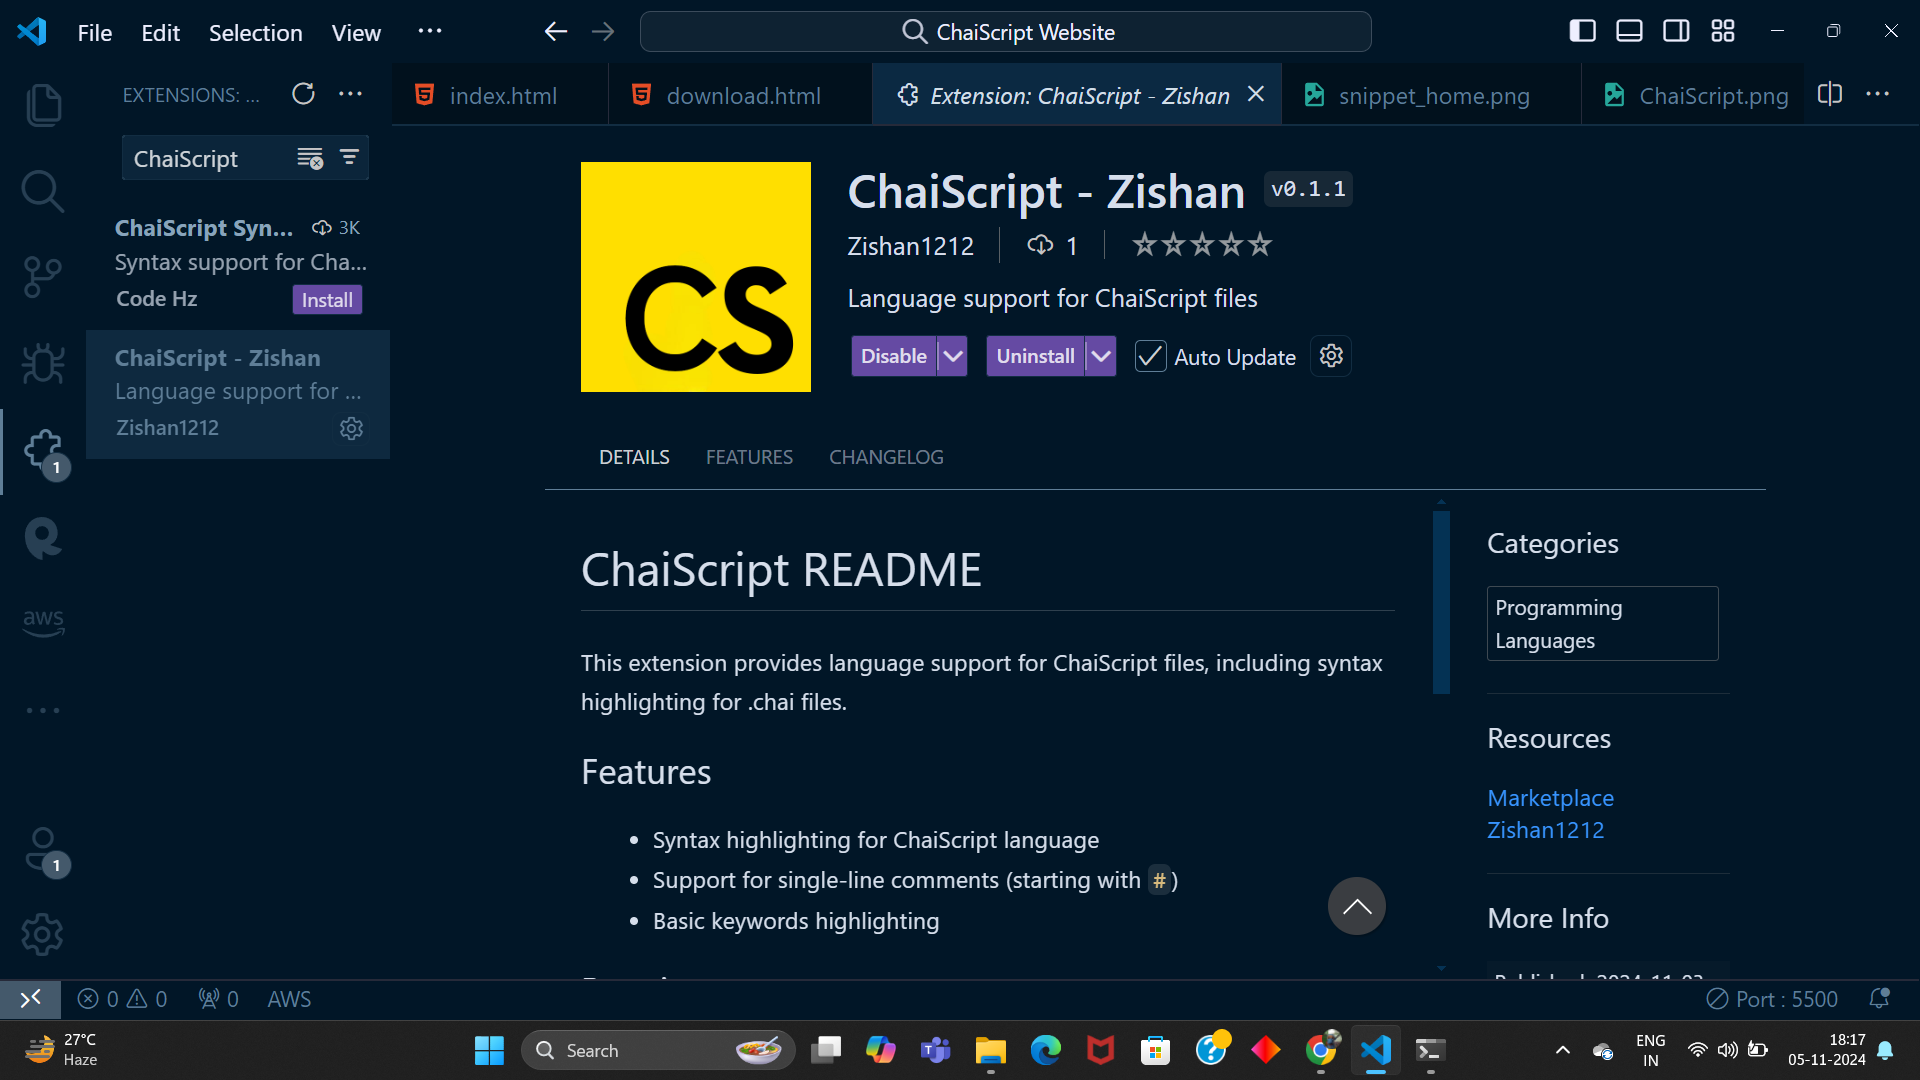 File Edit Selection View ···
ChaiScript Website
EXTENSIONS: ...
index.html
download.html
Extension: ChaiScript - Zishan
snippet_home.png
ChaiScript.png
ChaiScript
ChaiScript Syn... 3K
Syntax support for Cha...
Code Hz Install
ChaiScript - Zishan
Language support for ...
Zishan1212
1
aws
1
CS
ChaiScript - Zishan v0.1.1
Zishan1212 1
Language support for ChaiScript files
Disable Uninstall Auto Update
DETAILS FEATURES CHANGELOG
ChaiScript README
This extension provides language support for ChaiScript files, including syntax
highlighting for .chai files.
Features
• Syntax highlighting for ChaiScript language
• Support for single-line comments (starting with #)
• Basic keywords highlighting
Categories
Programming
Languages
Resources
Marketplace
Zishan1212
More Info
0 0 0 AWS
Port : 5500
27°C
Haze
Search
ENG
IN
18:17
05-11-2024